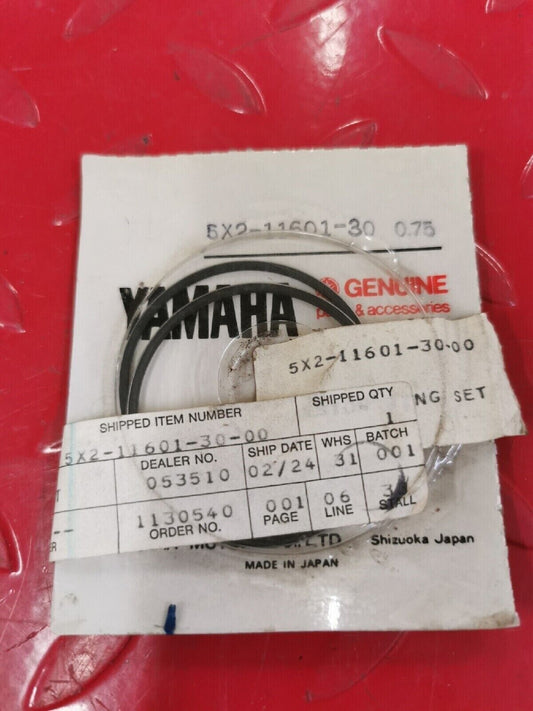 5X2-11601-30 0.75
YAMAHA
GENUINE
& accessories
5X2-11601-30-00
NG SET
SHIPPED ITEM NUMBER
SHIPPED QTY
5X2-11601-30-00
1
DEALER NO.
SHIP DATE
WHS
BATCH
053510
02/24
31
001
1130540
001
06
ORDER NO.
PAGE
LINE
STALL
LTD
Shizuoka Japan
MADE IN JAPAN